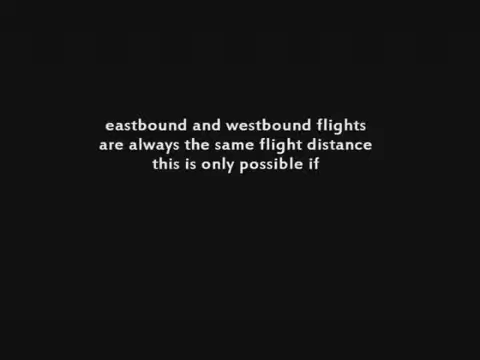 eastbound and westbound flights
are always the same flight distance
this is only possible if